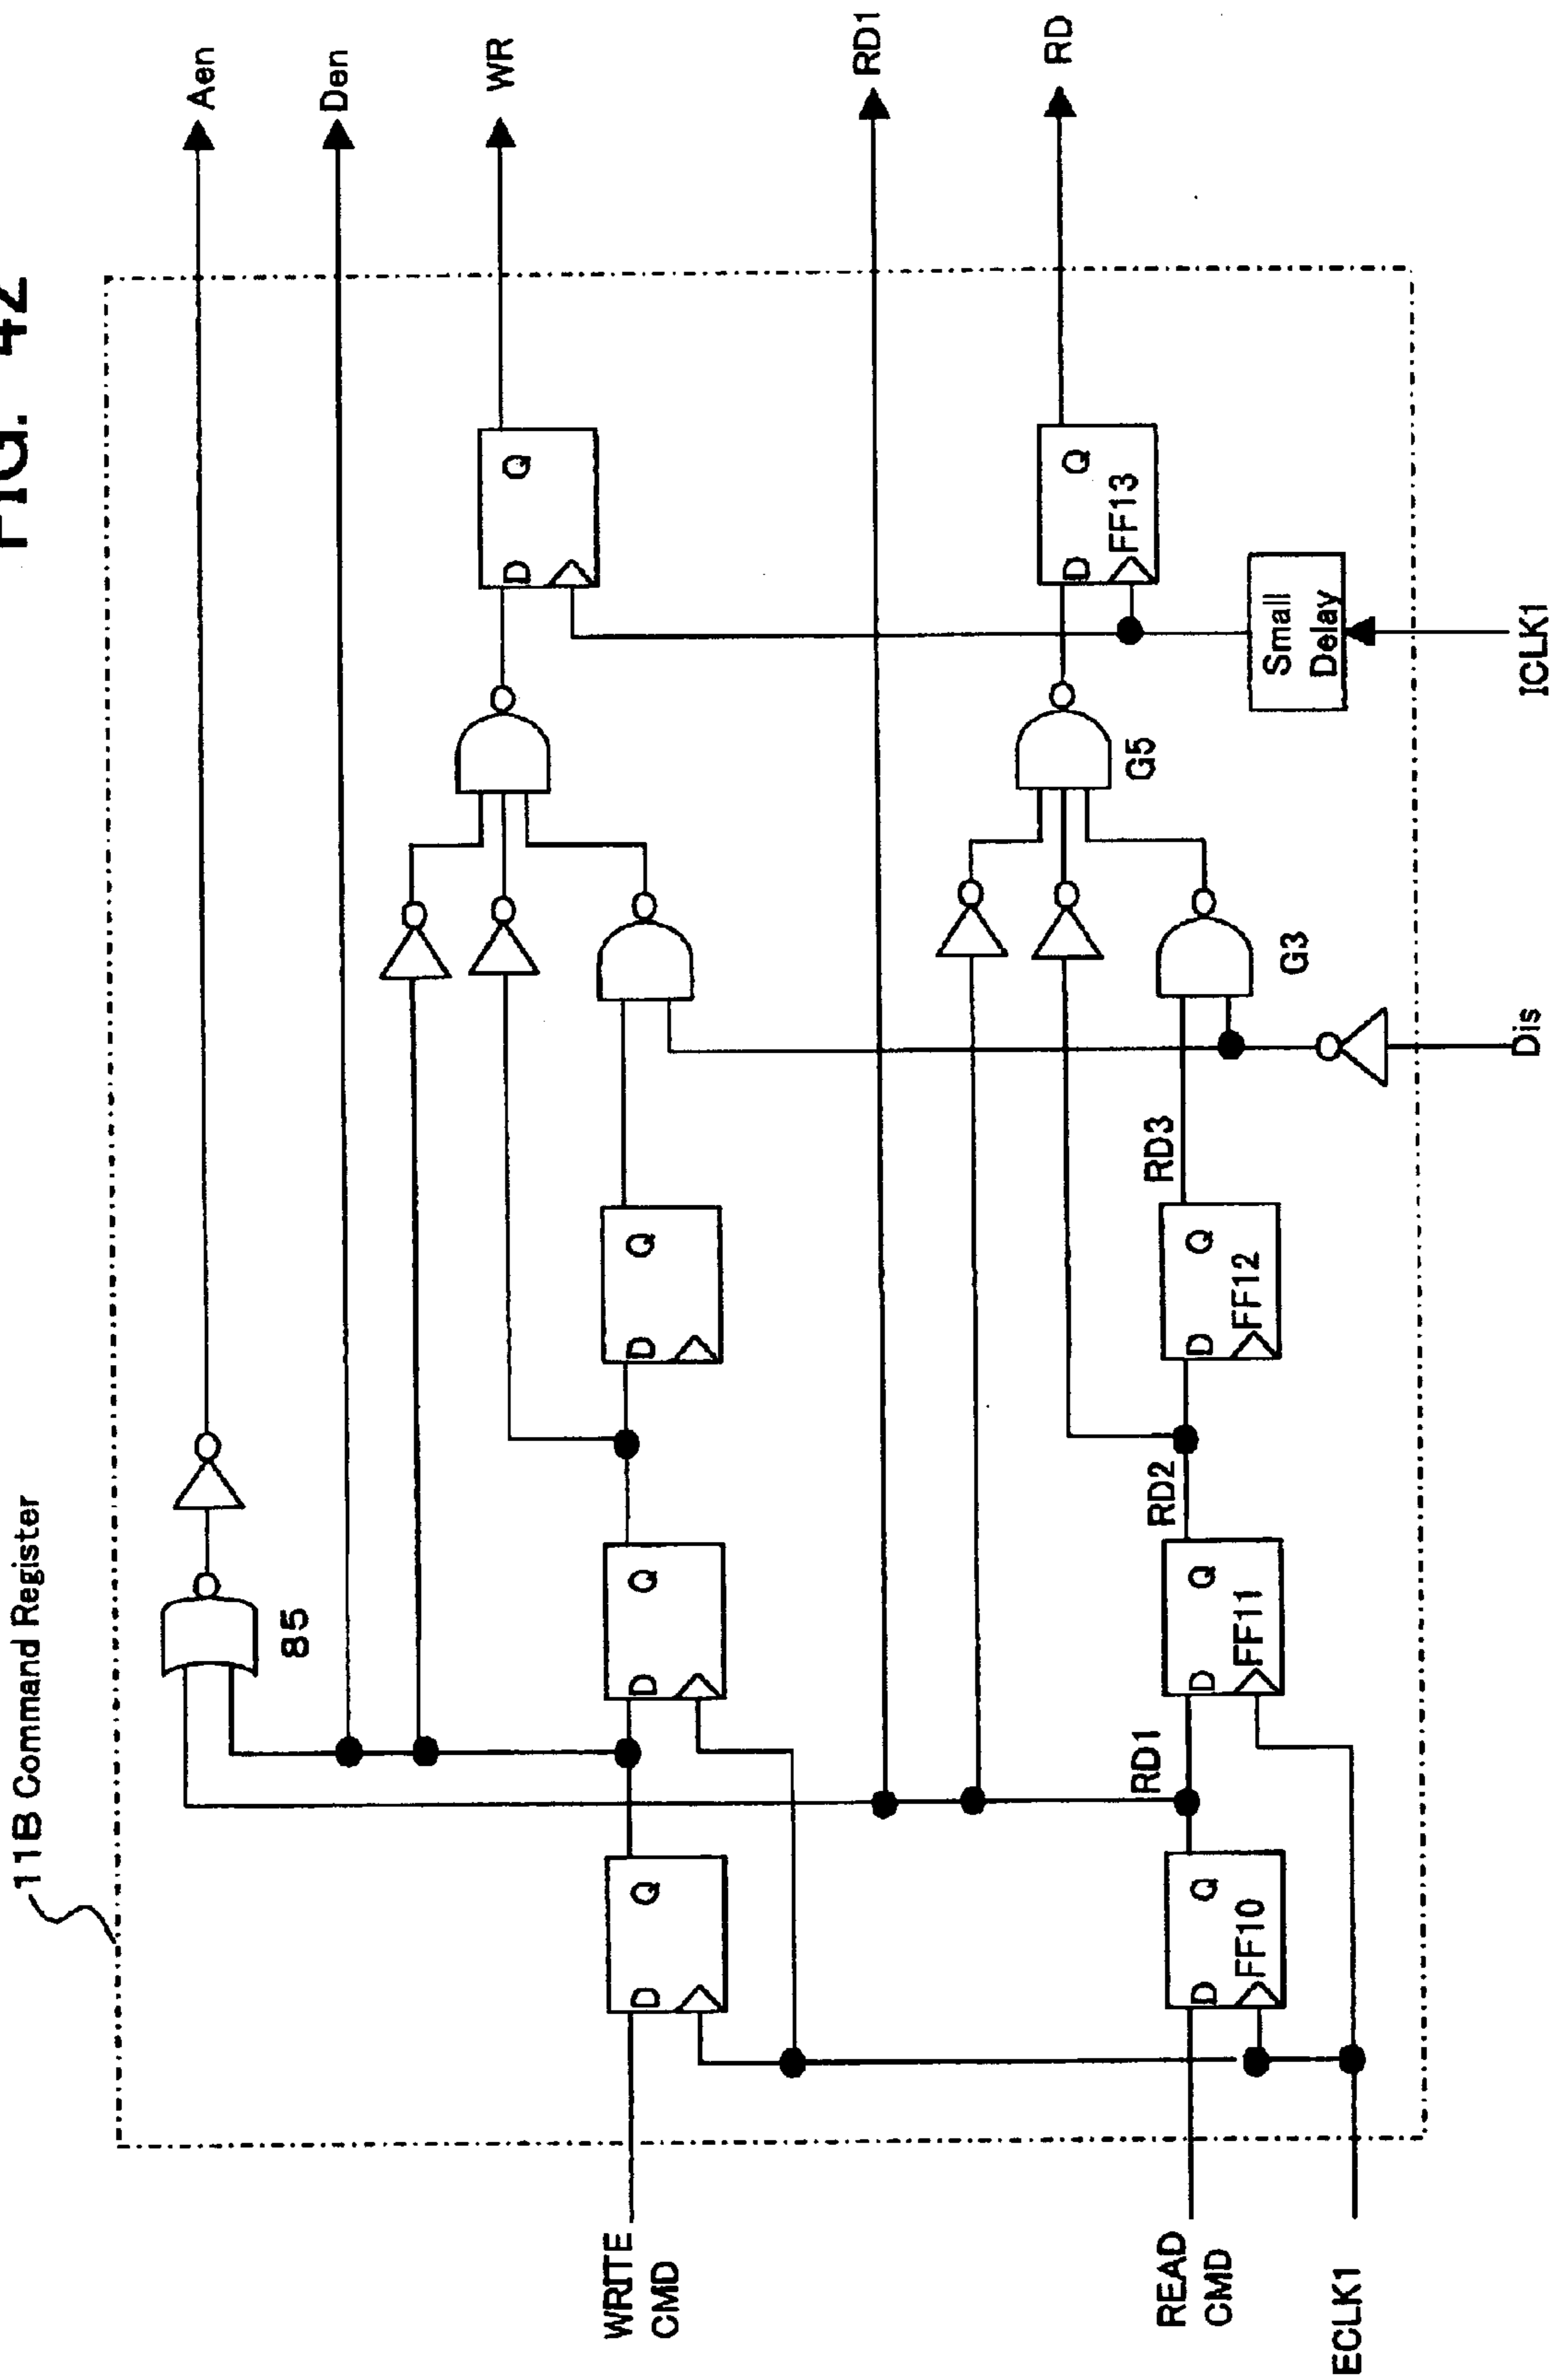 FIG. 42
11B Command Register
85
Aen
Den
WR
RD1
RD
WRITE
CMD
D
Q
D
Q
D
Q
D
Q
READ
CMD
D
Q
FF10
RD1
D
Q
FF11
RD2
D
Q
FF12
RD3
G3
G5
D
Q
FF13
Small
Delay
ECLK1
Dis
ICLK1